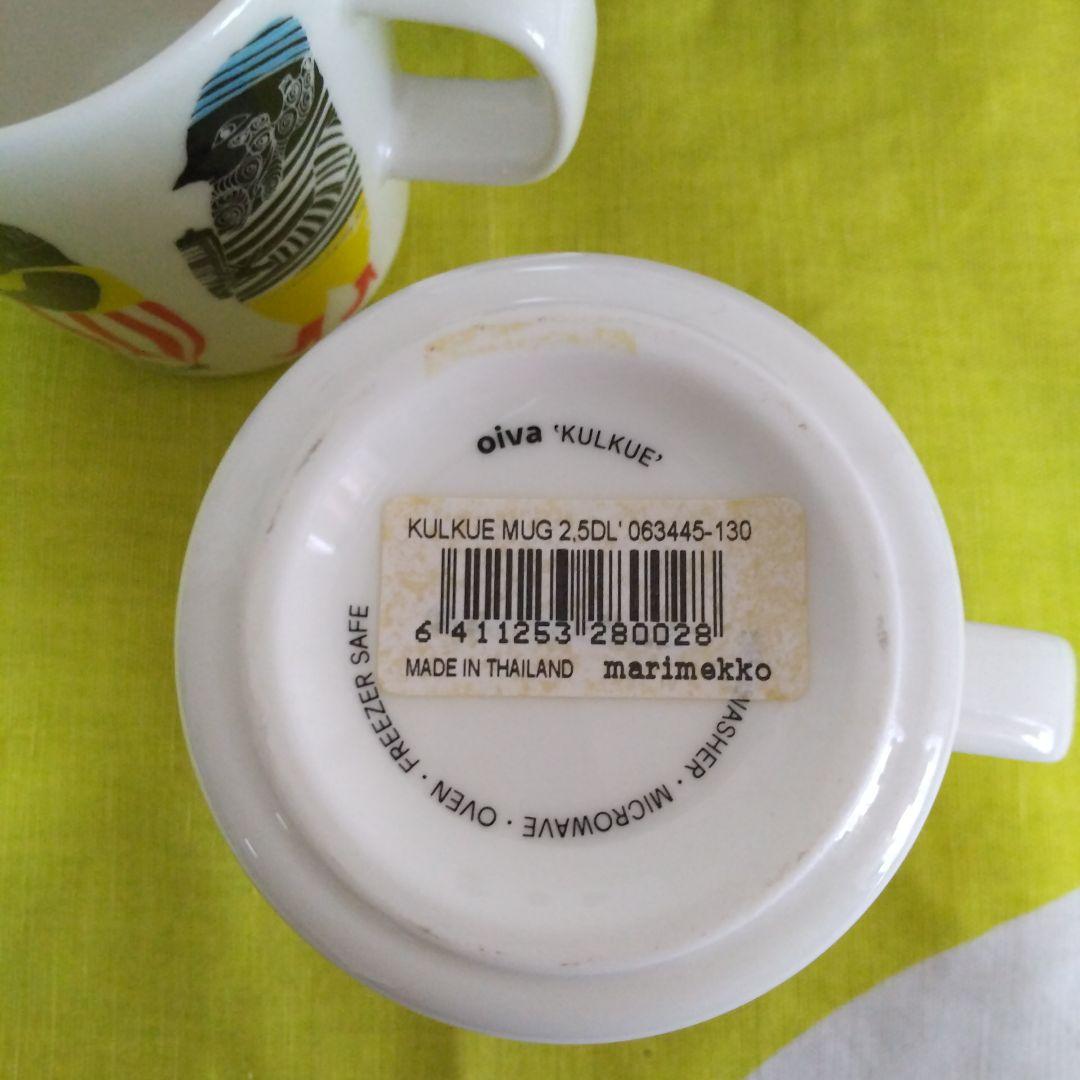 oiva ‘KULKUE’
KULKUE MUG 2,5DL' 063445-130
6 411253 280028
MADE IN THAILAND marimekko
WASHER · MICROWAVE · OVEN · FREEZER SAFE